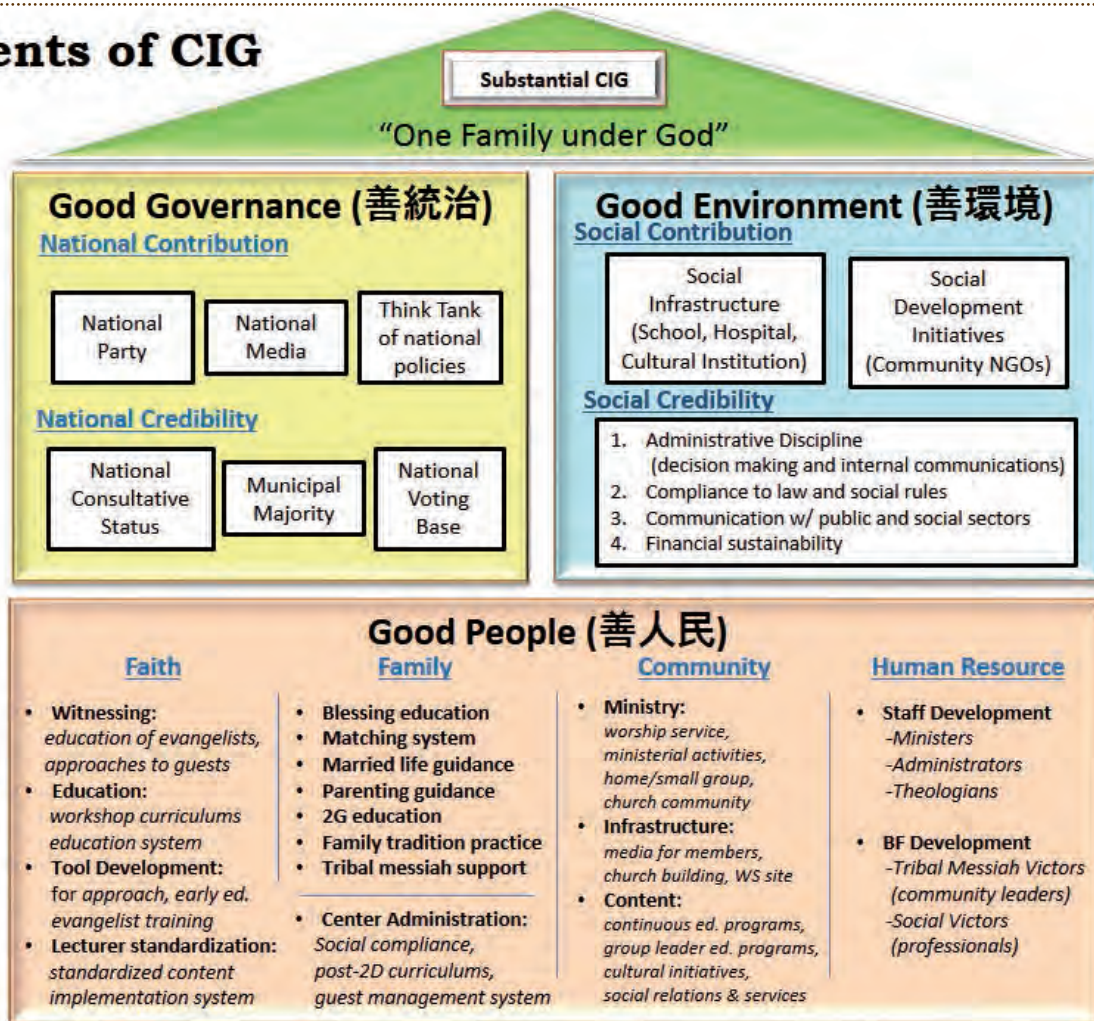 ents of CIG
Substantial CIG
“One Family under God”
Good Governance (善統治)
National Contribution
National
Party
National
Media
Think Tank
of national
policies
National Credibility
National
Consultative
Status
Municipal
Majority
National
Voting
Base
Good Environment (善環境)
Social Contribution
Social
Infrastructure
(School, Hospital,
Cultural Institution)
Social
Development
Initiatives
(Community NGOs)
Social Credibility
1. Administrative Discipline
(decision making and internal communications)
2. Compliance to law and social rules
3. Communication w/ public and social sectors
4. Financial sustainability
Good People (善人民)
Faith
• Witnessing:
education of evangelists,
approaches to guests
• Education:
workshop curriculums
education system
• Tool Development:
for approach, early ed.
evangelist training
• Lecturer standardization:
standardized content
implementation system
Family
• Blessing education
• Matching system
• Married life guidance
• Parenting guidance
• 2G education
• Family tradition practice
• Tribal messiah support
• Center Administration:
Social compliance,
post-2D curriculums,
guest management system
Community
• Ministry:
worship service,
ministerial activities,
home/small group,
church community
• Infrastructure:
media for members,
church building, WS site
• Content:
continuous ed. programs,
group leader ed. programs,
cultural initiatives,
social relations & services
Human Resource
• Staff Development
-Ministers
-Administrators
-Theologians
• BF Development
-Tribal Messiah Victors
(community leaders)
-Social Victors
(professionals)